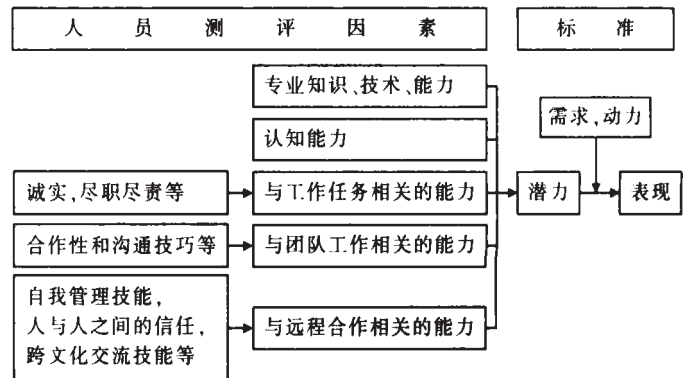 人员测评因素
标准
专业知识、技术、能力
需求,动力
认知能力
诚实,尽职尽责等
与工作任务相关的能力
潜力
表现
合作性和沟通技巧等
与团队工作相关的能力
自我管理技能,
人与人之间的信任,
跨文化交流技能等
与远程合作相关的能力